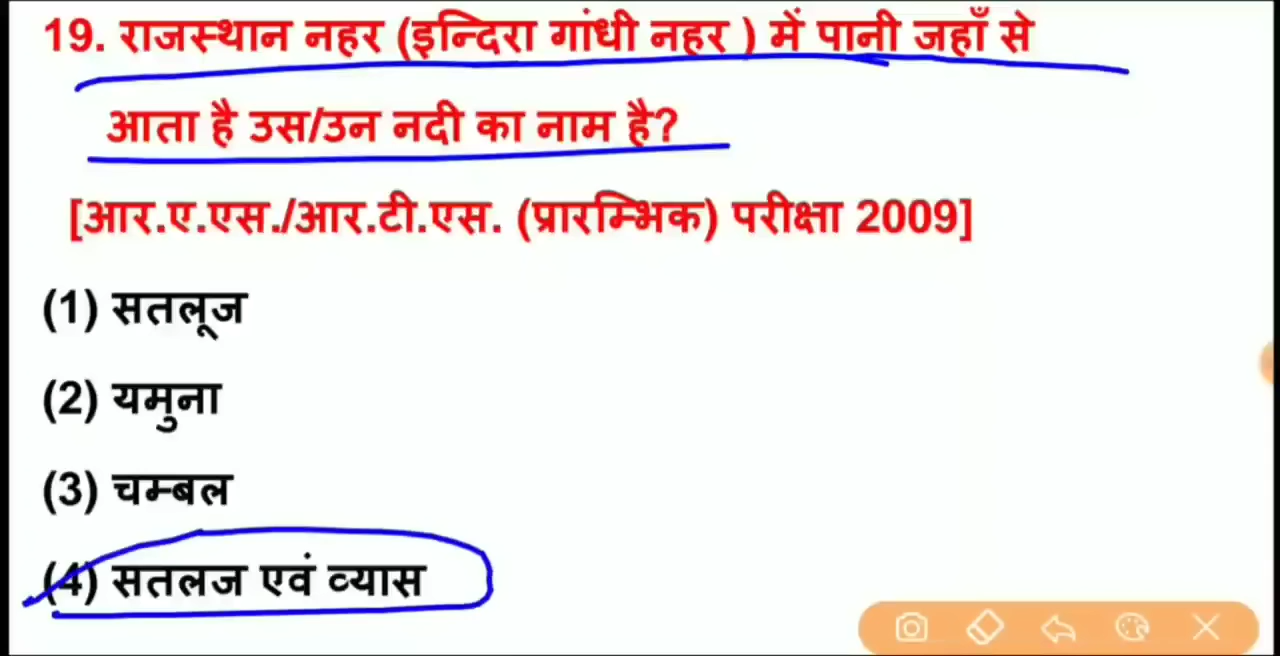 19. राजस्थान नहर (इन्दिरा गांधी नहर ) में पानी जहाँ से
आता है उस/उन नदी का नाम है?
[आर.ए.एस./आर.टी.एस. (प्रारम्भिक) परीक्षा 2009]
(1) सतलूज
(2) यमुना
(3) चम्बल
(4) सतलज एवं व्यास